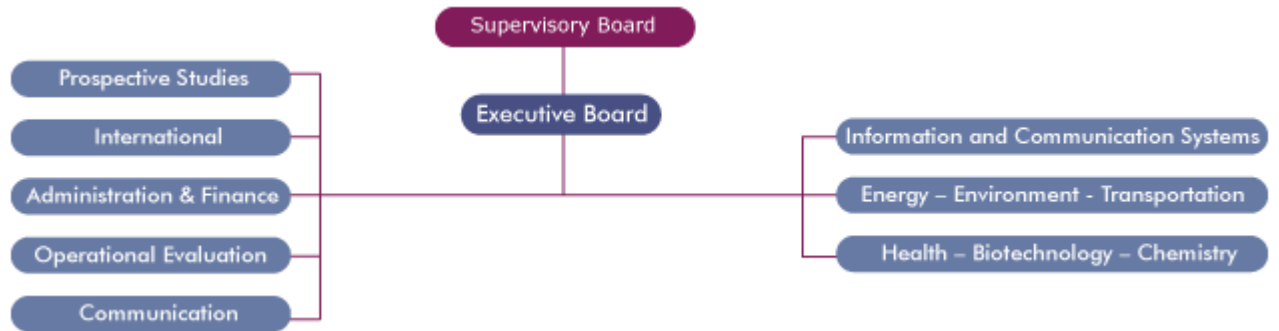 Supervisory Board
Executive Board
Prospective Studies
International
Administration & Finance
Operational Evaluation
Communication
Information and Communication Systems
Energy – Environment - Transportation
Health – Biotechnology – Chemistry